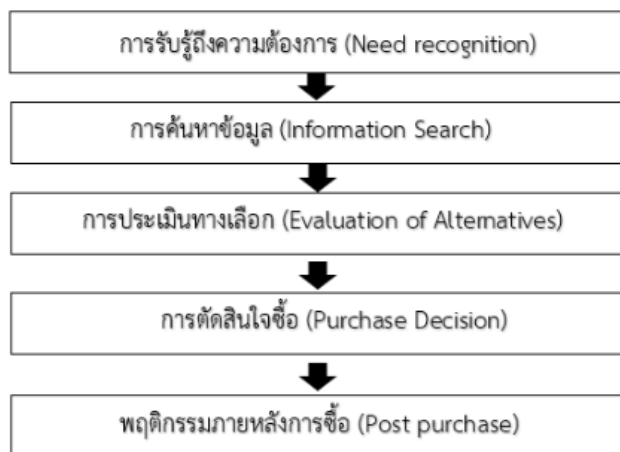 การรับรู้ถึงความต้องการ (Need recognition)
การค้นหาข้อมูล (Information Search)
การประเมินทางเลือก (Evaluation of Alternatives)
การตัดสินใจซื้อ (Purchase Decision)
พฤติกรรมภายหลังการซื้อ (Post purchase)